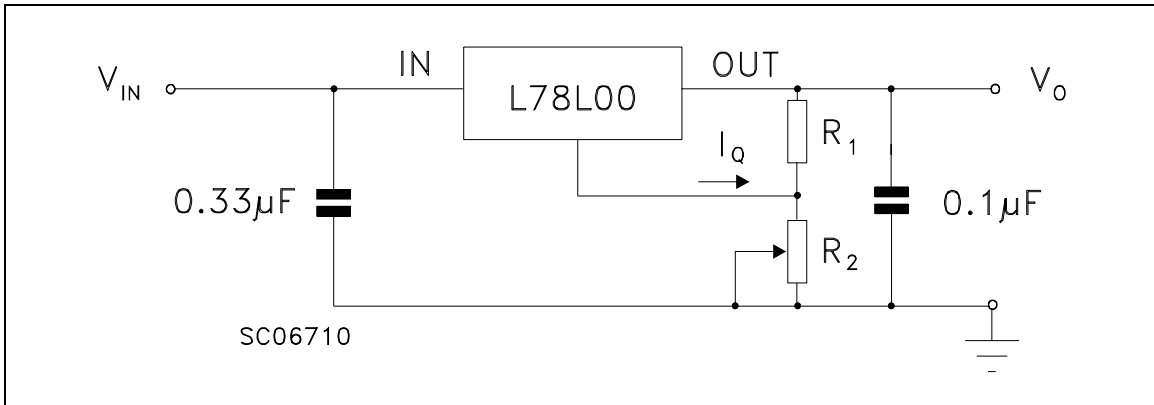 V_IN
IN
L78L00
OUT
V_O
I_Q
R_1
0.33µF
R_2
0.1µF
SC06710